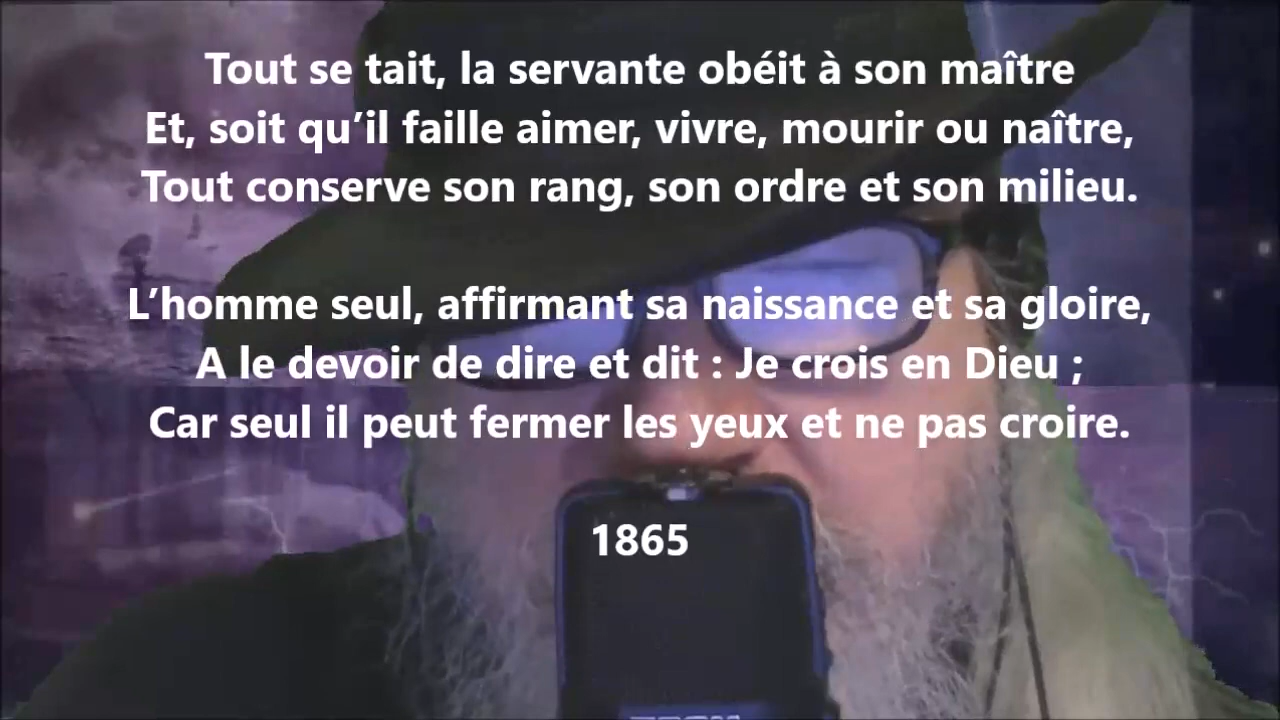 Tout se tait, la servante obéit à son maître
Et, soit qu’il faille aimer, vivre, mourir ou naître,
Tout conserve son rang, son ordre et son milieu.
L’homme seul, affirmant sa naissance et sa gloire,
A le devoir de dire et dit : Je crois en Dieu ;
Car seul il peut fermer les yeux et ne pas croire.
1865